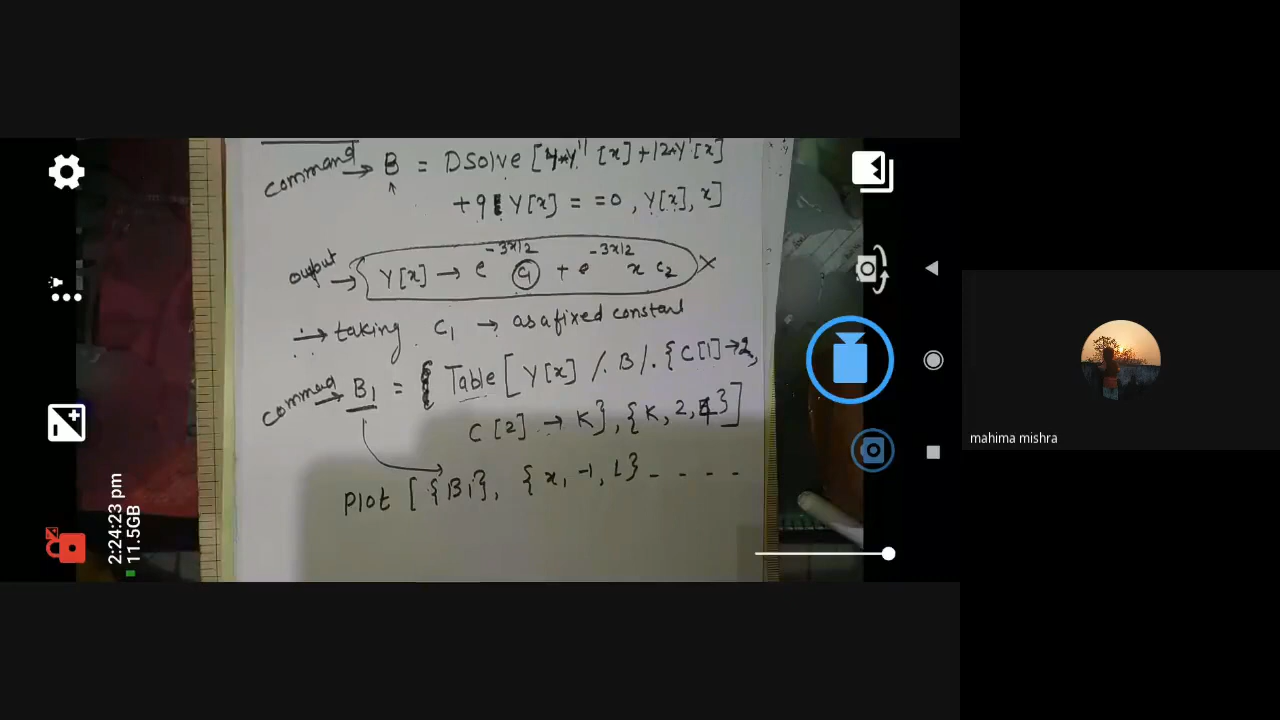 command → B = DSolve [4*Y'' [x] + 12*Y' [x]
+ 9 Y[x] = = 0 , Y[x], x]
output → { Y[x] → e^-3x/2 C1 + e^-3x/2 x C2
∴→ taking C1 → as a fixed constant
command → B1 = { Table [ Y[x] /. B /. { C[1] → 2,
C[2] → K}, {K, 2, 4}]
Plot [ {B1}, { x, -1, 1} - - - -
2:24:23 pm
11.5GB
mahima mishra